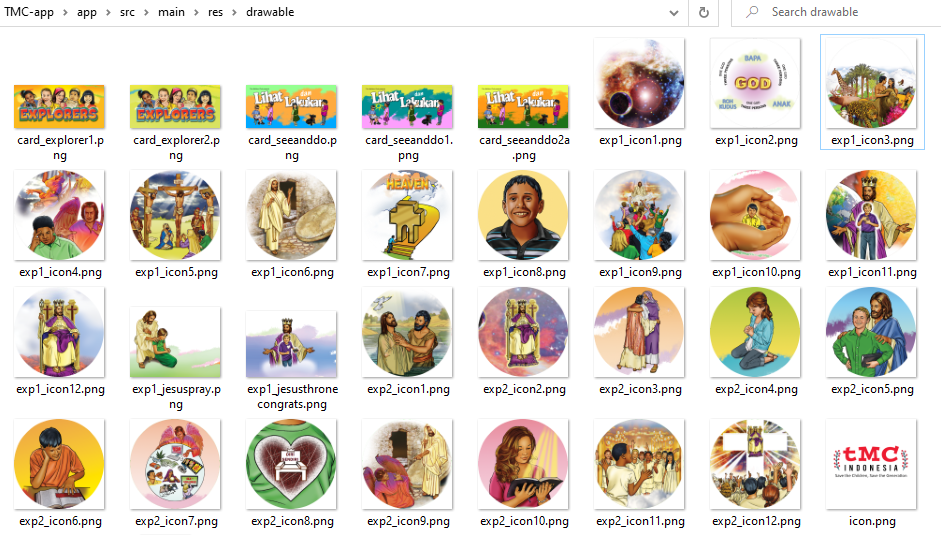 TMC-app > app > src > main > res > drawable
Search drawable
EXPLORERS
EXPLORERS
Lihat dan Lakukan
Lihat dan Lakukan
Lihat dan Lakukan
BAPA
GOD
ROH KUDUS
ANAK
card_explorer1.png
card_explorer2.png
card_seeanddo.png
card_seeanddo1.png
card_seeanddo2a.png
exp1_icon1.png
exp1_icon2.png
exp1_icon3.png
HEAVEN
exp1_icon4.png
exp1_icon5.png
exp1_icon6.png
exp1_icon7.png
exp1_icon8.png
exp1_icon9.png
exp1_icon10.png
exp1_icon11.png
exp1_icon12.png
exp1_jesuspray.png
exp1_jesusthronecongrats.png
exp2_icon1.png
exp2_icon2.png
exp2_icon3.png
exp2_icon4.png
exp2_icon5.png
tMC
INDONESIA
Save the Children, Save the Generation
exp2_icon6.png
exp2_icon7.png
exp2_icon8.png
exp2_icon9.png
exp2_icon10.png
exp2_icon11.png
exp2_icon12.png
icon.png